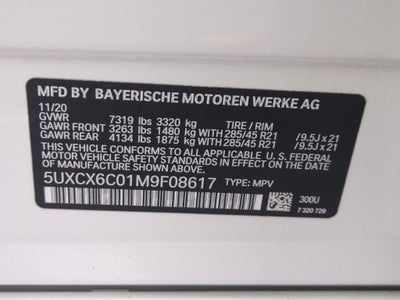 MFD BY BAYERISCHE MOTOREN WERKE AG
11/20
GVWR 7319 lbs 3320 kg TIRE / RIM
GAWR FRONT 3263 lbs 1480 kg WITH 285/45 R21 /9.5J x 21
GAWR REAR 4134 lbs 1875 kg WITH 285/45 R21 /9.5J x 21
THIS VEHICLE CONFORMS TO ALL APPLICABLE
U. S. FEDERAL MOTOR VEHICLE SAFETY STANDARDS
IN EFFECT ON THE DATE OF MANUFACTURE SHOWN ABOVE
5UXCX6C01M9F08617 TYPE: MPV
300U
7 320 729